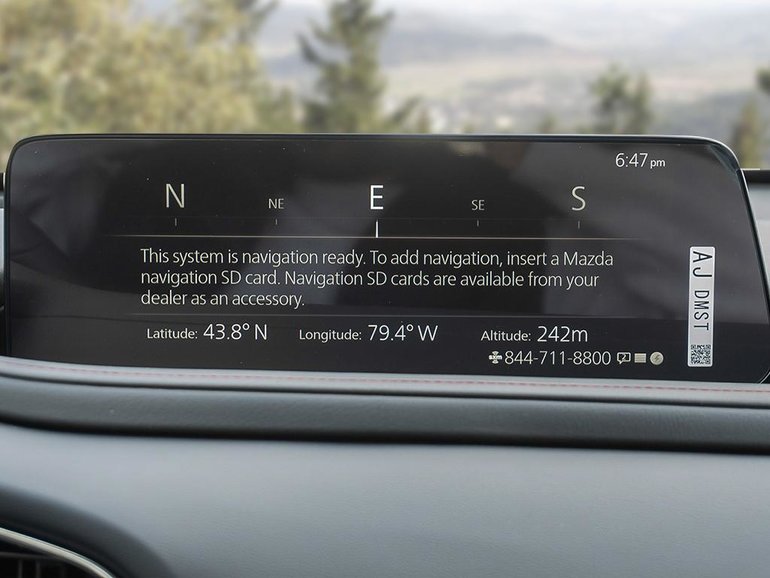 6:47pm
N NE E SE S
This system is navigation ready. To add navigation, insert a Mazda
navigation SD card. Navigation SD cards are available from your
dealer as an accessory.
Latitude: 43.8° N Longitude: 79.4° W Altitude: 242m
844-711-8800
AJ DMST